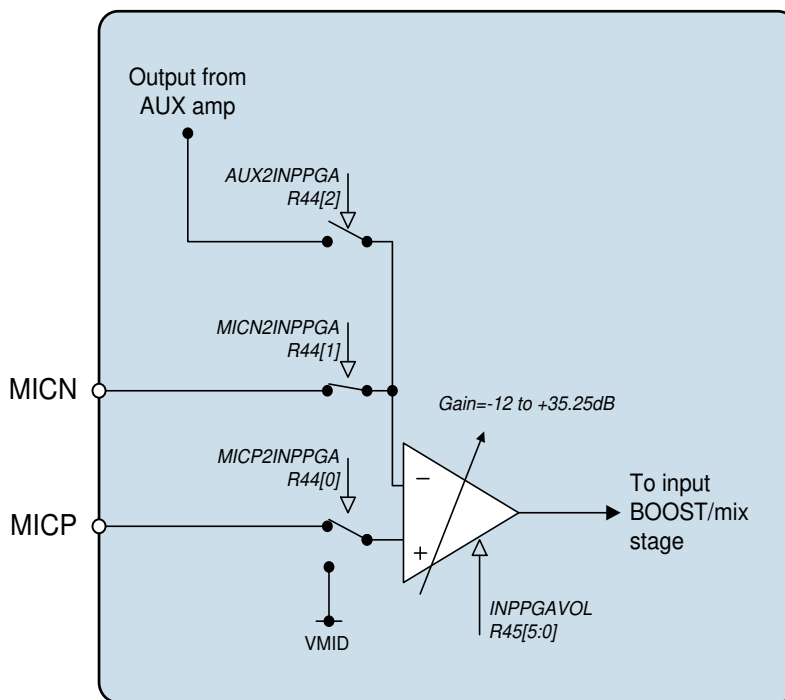 Output from
AUX amp
AUX2INPPGA
R44[2]
MICN2INPPGA
R44[1]
MICN
Gain=-12 to +35.25dB
MICP2INPPGA
R44[0]
MICP
−
+
To input
BOOST/mix
stage
VMID
INPPGAVOL
R45[5:0]